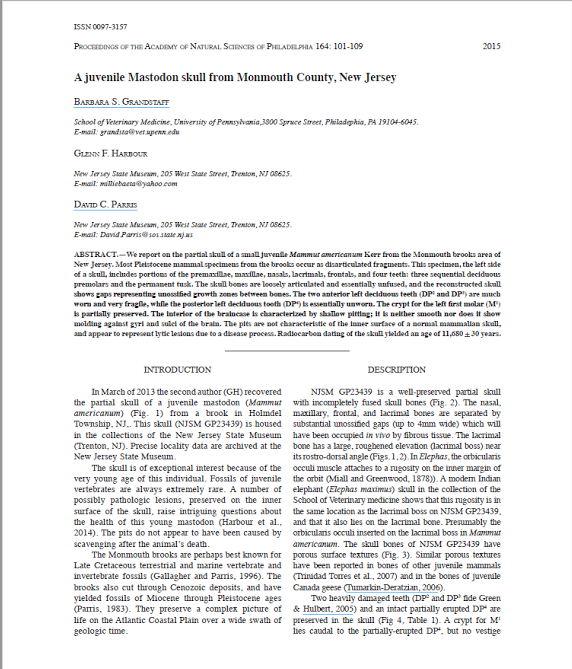 ISSN 0097-3157
PROCEEDINGS OF THE ACADEMY OF NATURAL SCIENCES OF PHILADELPHIA 164: 101-109 2015
A juvenile Mastodon skull from Monmouth County, New Jersey
BARBARA S. GRANDSTAFF
School of Veterinary Medicine, University of Pennsylvania,3800 Spruce Street, Philadephia, PA 19104-6045.
E-mail: grandsta@vet.upenn.edu
GLENN F. HARBOUR
New Jersey State Museum, 205 West State Street, Trenton, NJ 08625.
E-mail: milliebaeta@yahoo.com
DAVID C. PARRIS
New Jersey State Museum, 205 West State Street, Trenton, NJ 08625.
E-mail: David.Parris@sos.state.nj.us
ABSTRACT.—We report on the partial skull of a small juvenile Mammut americanum Kerr from the Monmouth brooks area of
New Jersey. Most Pleistocene mammal specimens from the brooks occur as disarticulated fragments. This specimen, the left side
of a skull, includes portions of the premaxillae, maxillae, nasals, lacrimals, frontals, and four teeth: three sequential deciduous
premolars and the permanent tusk. The skull bones are loosely articulated and essentially unfused, and the reconstructed skull
shows gaps representing unossified growth zones between bones. The two anterior left deciduous teeth (DP² and DP³) are much
worn and very fragile, while the posterior left deciduous tooth (DP⁴) is essentially unworn. The crypt for the left first molar (M¹)
is partially preserved. The interior of the braincase is characterized by shallow pitting; it is neither smooth nor does it show
molding against gyri and sulci of the brain. The pits are not characteristic of the inner surface of a normal mammalian skull,
and appear to represent lytic lesions due to a disease process. Radiocarbon dating of the skull yielded an age of 11,680 ± 30 years.
INTRODUCTION
In March of 2013 the second author (GH) recovered
the partial skull of a juvenile mastodon (Mammut
americanum) (Fig. 1) from a brook in Holmdel
Township, NJ,. This skull (NJSM GP23439) is housed
in the collections of the New Jersey State Museum
(Trenton, NJ). Precise locality data are archived at the
New Jersey State Museum.
The skull is of exceptional interest because of the
very young age of this individual. Fossils of juvenile
vertebrates are always extremely rare. A number of
possibly pathologic lesions, preserved on the inner
surface of the skull, raise intriguing questions about
the health of this young mastodon (Harbour et al.,
2014). The pits do not appear to have been caused by
scavenging after the animal's death.
The Monmouth brooks are perhaps best known for
Late Cretaceous terrestrial and marine vertebrate and
invertebrate fossils (Gallagher and Parris, 1996). The
brooks also cut through Cenozoic deposits, and have
yielded fossils of Miocene through Pleistocene ages
(Parris, 1983). They preserve a complex picture of
life on the Atlantic Coastal Plain over a wide swath of
geologic time.
DESCRIPTION
NJSM GP23439 is a well-preserved partial skull
with incompletely fused skull bones (Fig. 2). The nasal,
maxillary, frontal, and lacrimal bones are separated by
substantial unossified gaps (up to 4mm wide) which will
have been occupied in vivo by fibrous tissue. The lacrimal
bone has a large, roughened elevation (lacrimal boss) near
its rostro-dorsal angle (Figs. 1, 2). In Elephas, the orbicularis
occuli muscle attaches to a rugosity on the inner margin of
the orbit (Miall and Greenwood, 1878)). A modern Indian
elephant (Elephas maximus) skull in the collection of the
School of Veterinary medicine shows that this rugosity is in
the same location as the lacrimal boss on NJSM GP23439,
and that it also lies on the lacrimal bone. Presumably the
orbicularis occuli inserted on the lacrimal boss in Mammut
americanum. The skull bones of NJSM GP23439 have
porous surface textures (Fig. 3). Similar porous textures
have been reported in bones of other juvenile mammals
(Trinidad Torres et al., 2007) and in the bones of juvenile
Canada geese (Tumarkin-Deratzian, 2006).
Two heavily damaged teeth (DP² and DP³ fide Green
& Hulbert, 2005) and an intact partially erupted DP⁴ are
preserved in the skull (Fig 4, Table 1). A crypt for M¹
lies caudal to the partially-erupted DP⁴, but no vestige